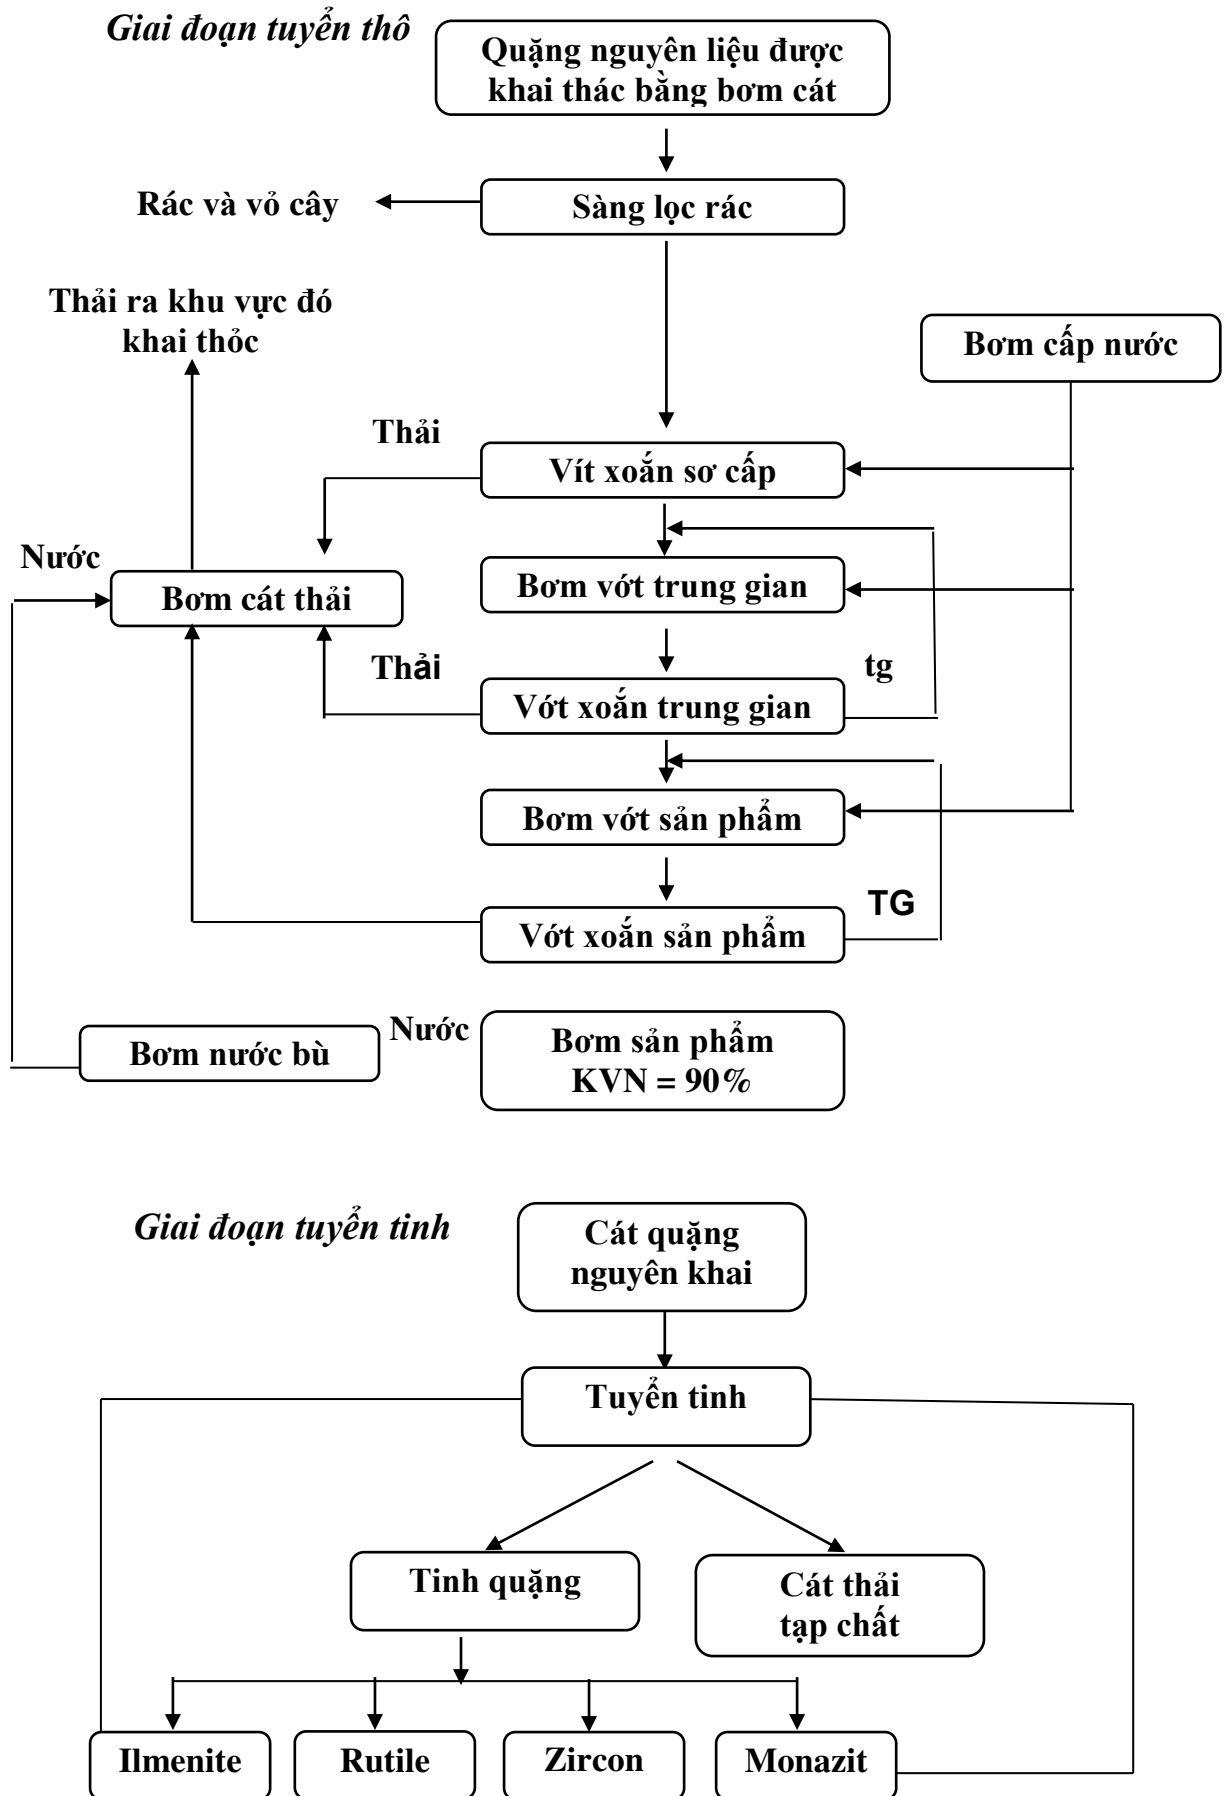 Giai đoạn tuyển thô
Quặng nguyên liệu được
khai thác bằng bơm cát
Rác và vỏ cây
Sàng lọc rác
Thải ra khu vực đó
khai thỏc
Bơm cấp nước
Thải
Vít xoắn sơ cấp
Nước
Bơm vớt trung gian
Bơm cát thải
Thải
tg
Vớt xoắn trung gian
Bơm vớt sản phẩm
TG
Vớt xoắn sản phẩm
Nước
Bơm nước bù
Bơm sản phẩm
KVN = 90%
Giai đoạn tuyển tinh
Cát quặng
nguyên khai
Tuyển tinh
Tinh quặng
Cát thải
tạp chất
Ilmenite
Rutile
Zircon
Monazit